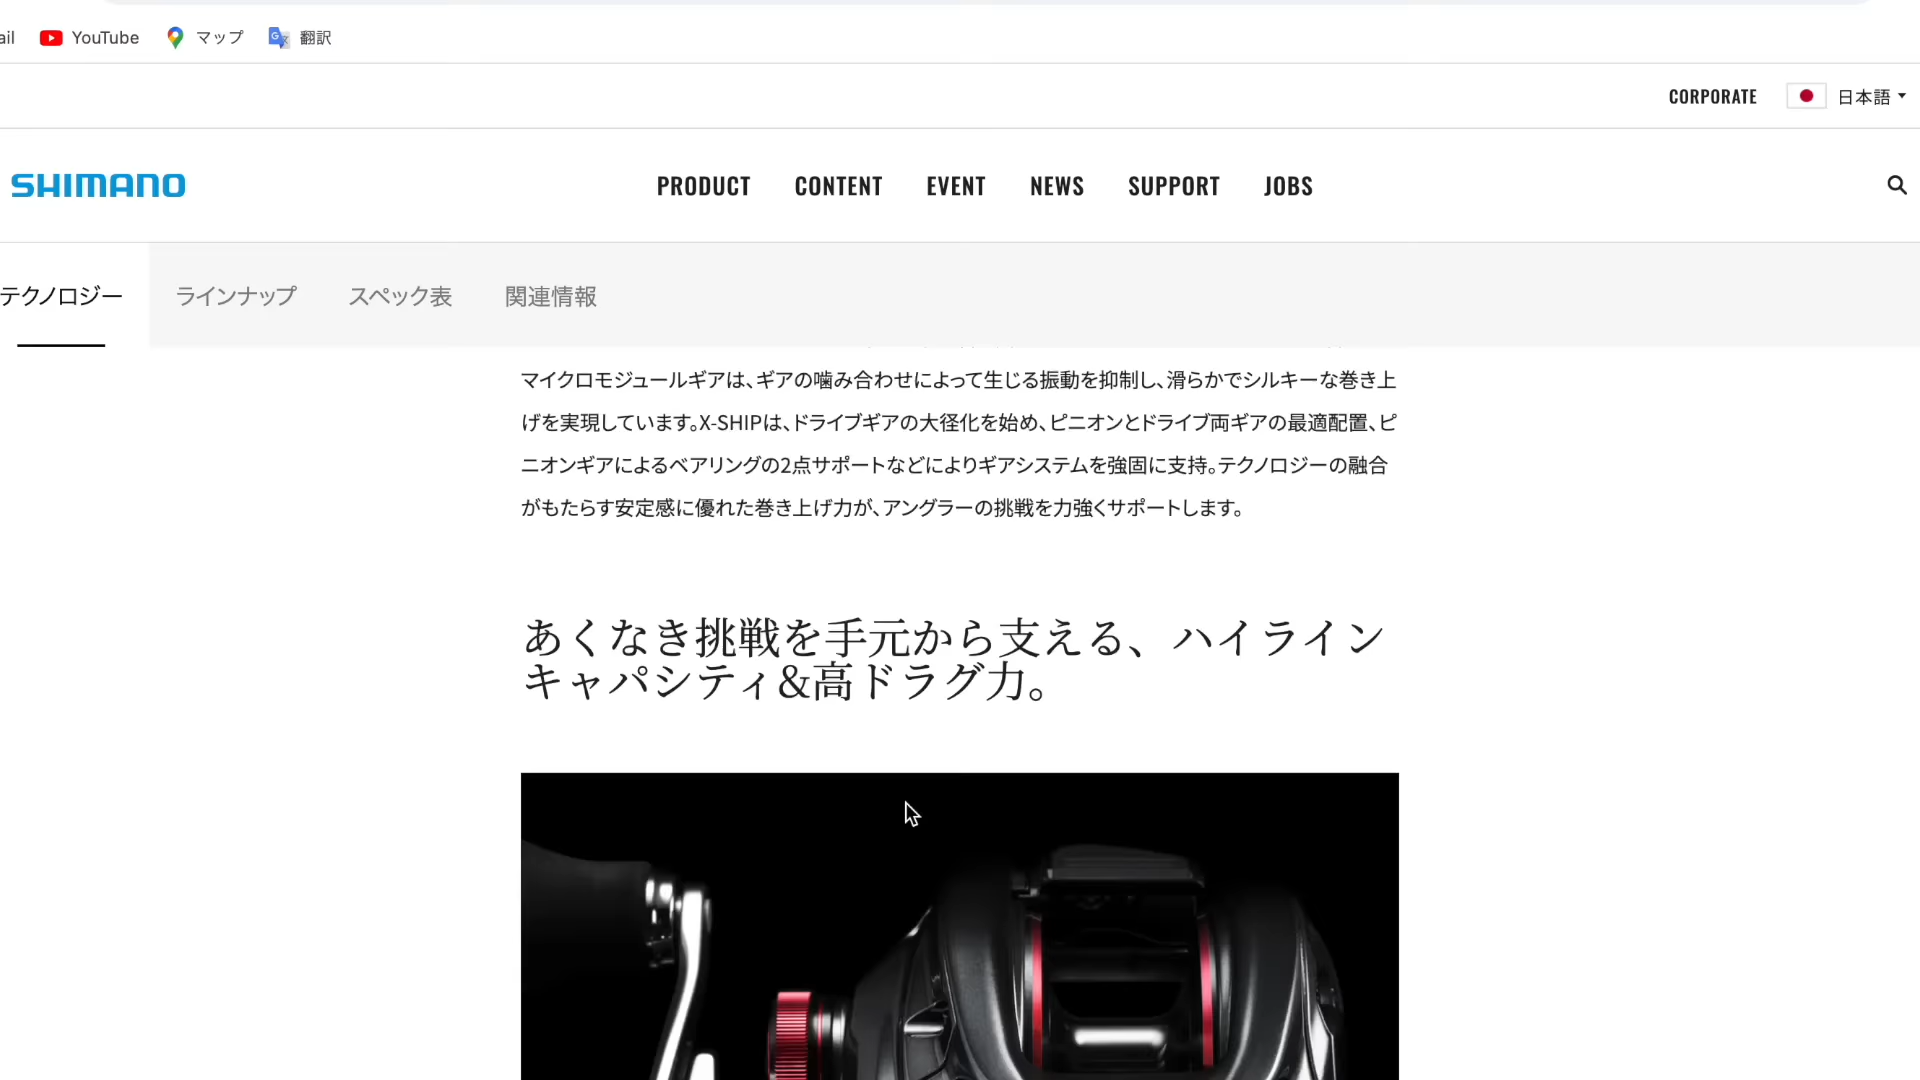 ail YouTube マップ 翻訳
CORPORATE 日本語
SHIMANO PRODUCT CONTENT EVENT NEWS SUPPORT JOBS
テクノロジー ラインナップ スペック表 関連情報
マイクロモジュールギアは、ギアの噛み合わせによって生じる振動を抑制し、滑らかでシルキーな巻き上
げを実現しています。X-SHIPは、ドライブギアの大径化を始め、ピニオンとドライブ両ギアの最適配置、ピ
ニオンギアによるベアリングの2点サポートなどによりギアシステムを強固に支持。テクノロジーの融合
がもたらす安定感に優れた巻き上げ力が、アングラーの挑戦を力強くサポートします。
あくなき挑戦を手元から支える、ハイライン
キャパシティ&高ドラグ力。